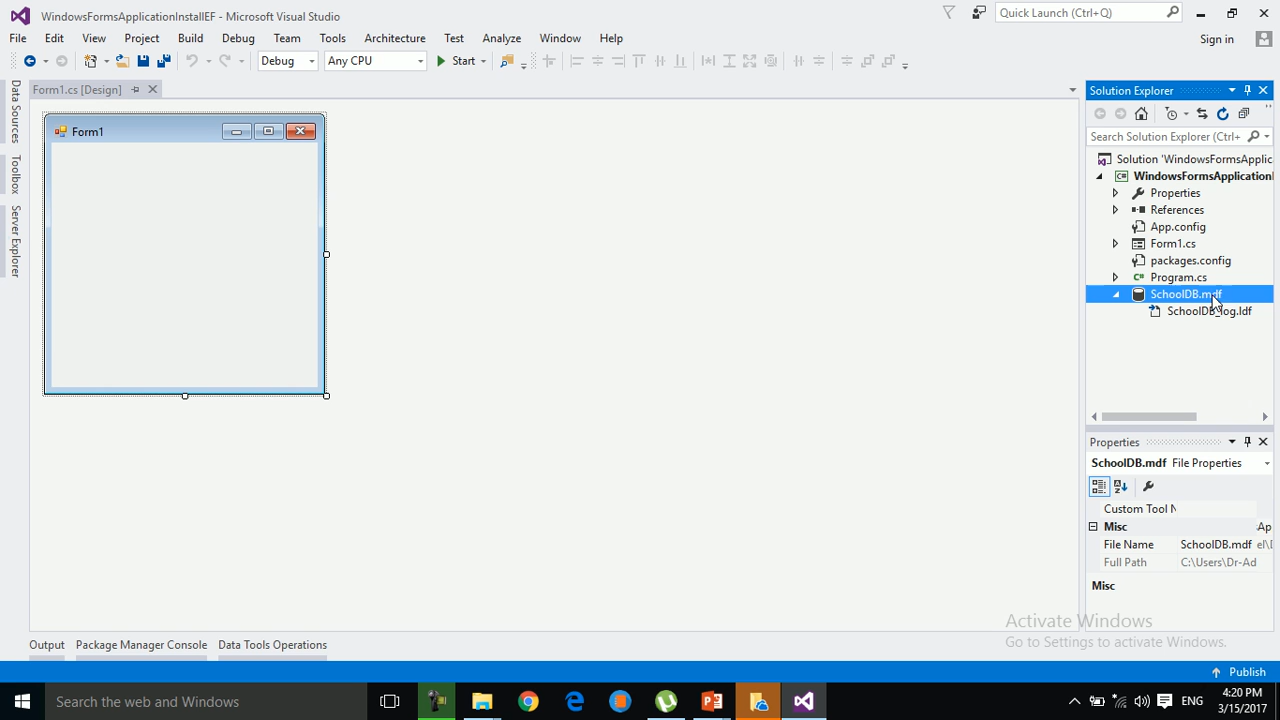 WindowsFormsApplicationInstallEF - Microsoft Visual Studio
Quick Launch (Ctrl+Q)
File Edit View Project Build Debug Team Tools Architecture Test Analyze Window Help
Sign in
Debug Any CPU Start
Form1.cs [Design]
Data Sources
Toolbox
Server Explorer
Form1
Solution Explorer
Search Solution Explorer (Ctrl+
Solution 'WindowsFormsApplic
WindowsFormsApplicationI
Properties
References
App.config
Form1.cs
packages.config
Program.cs
SchoolDB.mdf
SchoolDB_log.ldf
Properties
SchoolDB.mdf File Properties
Custom Tool N
Misc
File Name SchoolDB.mdf
Full Path C:\Users\Dr-Ad
Misc
Activate Windows
Go to Settings to activate Windows.
Output Package Manager Console Data Tools Operations
Publish
Search the web and Windows
ENG
4:20 PM
3/15/2017